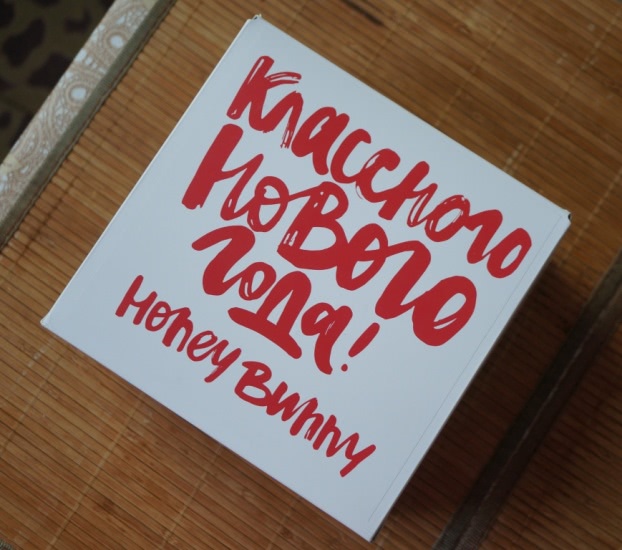 Классного
Нового
года!
Honey Bunny